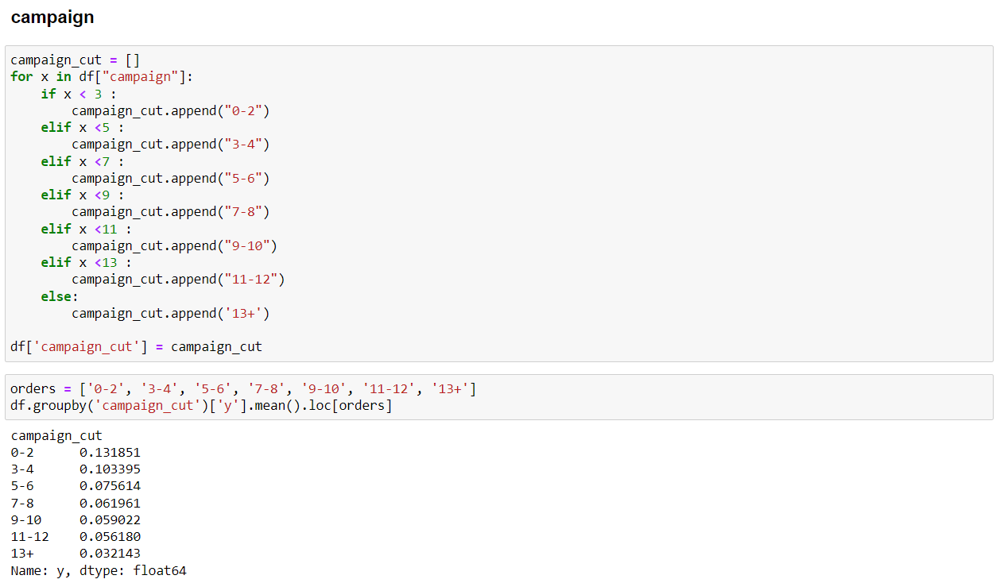 campaign
campaign_cut = []
for x in df["campaign"]:
    if x < 3 :
        campaign_cut.append("0-2")
    elif x <5 :
        campaign_cut.append("3-4")
    elif x <7 :
        campaign_cut.append("5-6")
    elif x <9 :
        campaign_cut.append("7-8")
    elif x <11 :
        campaign_cut.append("9-10")
    elif x <13 :
        campaign_cut.append("11-12")
    else:
        campaign_cut.append('13+')
df['campaign_cut'] = campaign_cut
orders = ['0-2', '3-4', '5-6', '7-8', '9-10', '11-12', '13+']
df.groupby('campaign_cut')['y'].mean().loc[orders]
campaign_cut
0-2      0.131851
3-4      0.103395
5-6      0.075614
7-8      0.061961
9-10     0.059022
11-12    0.056180
13+      0.032143
Name: y, dtype: float64